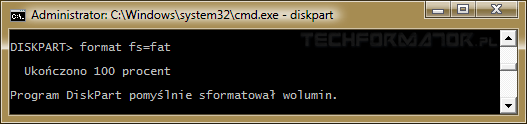 Administrator: C:\Windows\system32\cmd.exe - diskpart
TECHFORMATOR.PL
DISKPART> format fs=fat
Ukończono 100 procent
Program DiskPart pomyślnie sformatował wolumin.